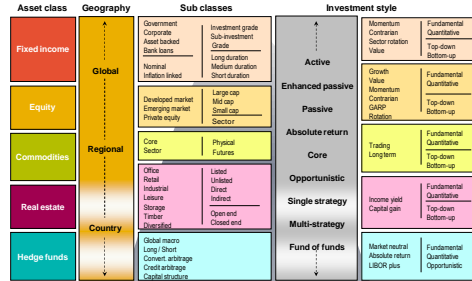 Asset class
Geography
Sub classes
Investment style
Fixed income
Equity
Commodities
Real estate
Hedge funds
Global
Regional
Country
Government
Corporate
Asset backed
Bank loans
Nominal
Inflation linked
Investment grade
Sub-investment
Grade
Long duration
Medium duration
Short duration
Developed market
Emerging market
Private equity
Large cap
Mid cap
Small cap
Sector
Core
Sector
Physical
Futures
Office
Retail
Industrial
Leisure
Storage
Timber
Diversified
Listed
Unlisted
Direct
Indirect
Open end
Closed end
Global macro
Long / Short
Convert. arbitrage
Credit arbitrage
Capital structure
Active
Enhanced passive
Passive
Absolute return
Core
Opportunistic
Single strategy
Multi-strategy
Fund of funds
Momentum
Contrarian
Sector rotation
Value
Fundamental
Quantitative
Top-down
Bottom-up
Growth
Value
Momentum
Contrarian
GARP
Rotation
Fundamental
Quantitative
Top-down
Bottom-up
Trading
Long term
Fundamental
Quantitative
Top-down
Bottom-up
Income yield
Capital gain
Fundamental
Quantitative
Top-down
Bottom-up
Market neutral
Absolute return
LIBOR plus
Fundamental
Quantitative
Opportunistic